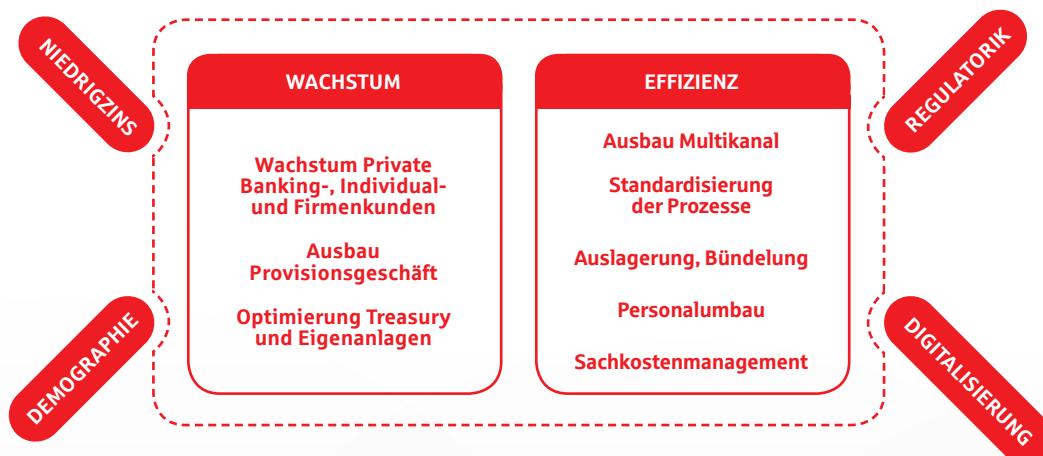 NIEDRIGZINS
REGULATORIK
WACHSTUM
Wachstum Private
Banking-, Individual-
und Firmenkunden
Ausbau
Provisionsgeschäft
Optimierung Treasury
und Eigenanlagen
EFFIZIENZ
Ausbau Multikanal
Standardisierung
der Prozesse
Auslagerung, Bündelung
Personalumbau
Sachkostenmanagement
DEMOGRAPHIE
DIGITALISIERUNG